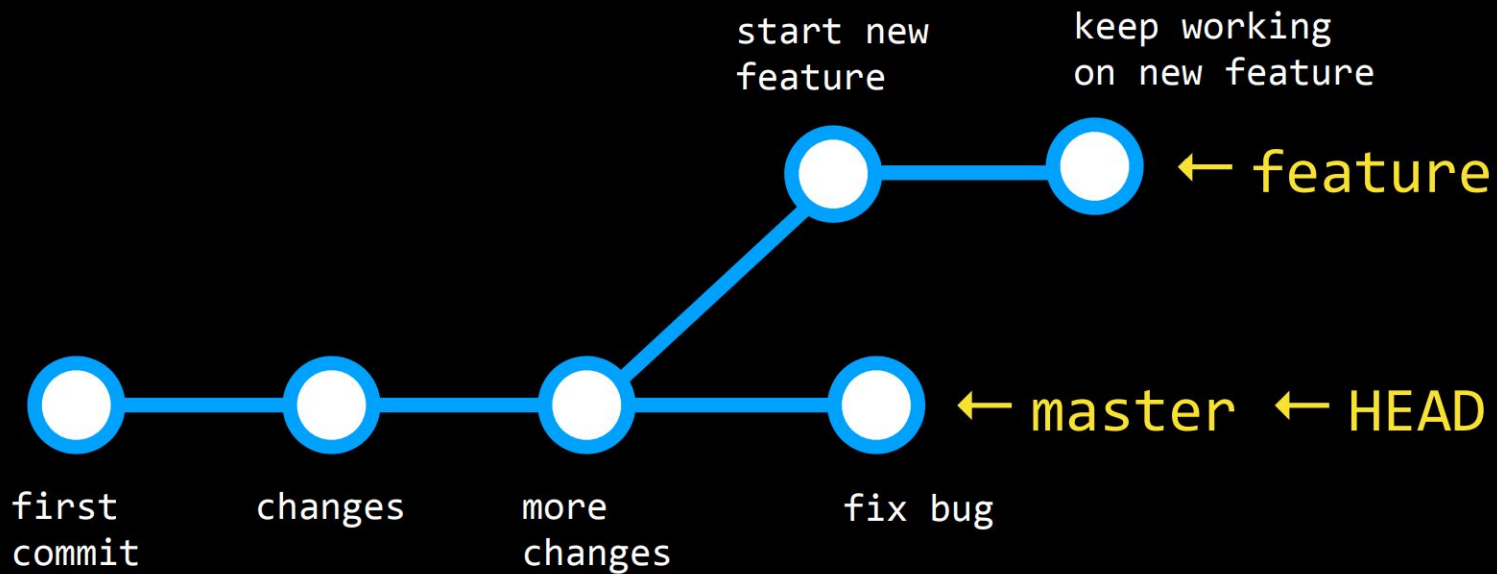 start new
feature
keep working
on new feature
← feature
← master ← HEAD
first
commit
changes
more
changes
fix bug